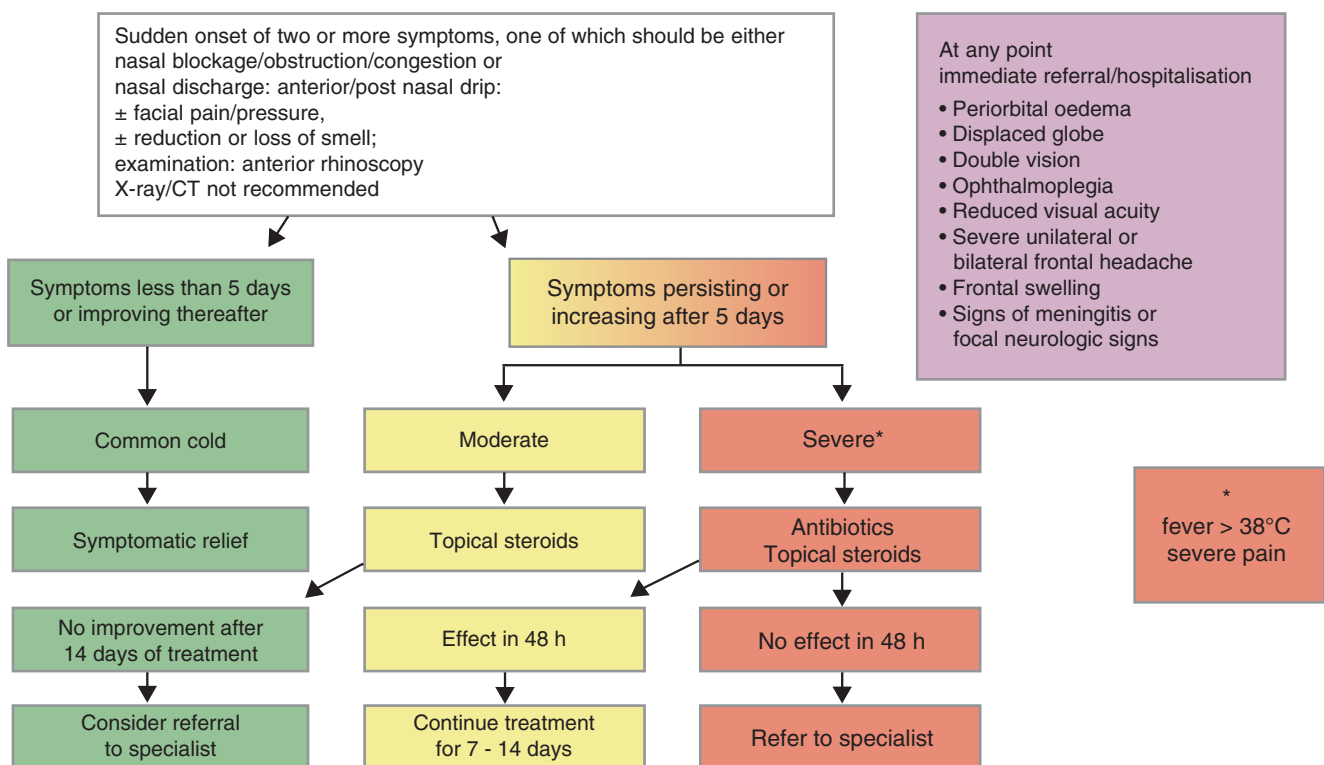 Sudden onset of two or more symptoms, one of which should be either
nasal blockage/obstruction/congestion or
nasal discharge: anterior/post nasal drip:
± facial pain/pressure,
± reduction or loss of smell;
examination: anterior rhinoscopy
X-ray/CT not recommended
At any point
immediate referral/hospitalisation
• Periorbital oedema
• Displaced globe
• Double vision
• Ophthalmoplegia
• Reduced visual acuity
• Severe unilateral or
bilateral frontal headache
• Frontal swelling
• Signs of meningitis or
focal neurologic signs
Symptoms less than 5 days
or improving thereafter
Symptoms persisting or
increasing after 5 days
Common cold
Moderate
Severe*
Symptomatic relief
Topical steroids
Antibiotics
Topical steroids
*
fever > 38°C
severe pain
No improvement after
14 days of treatment
Effect in 48 h
No effect in 48 h
Consider referral
to specialist
Continue treatment
for 7 - 14 days
Refer to specialist